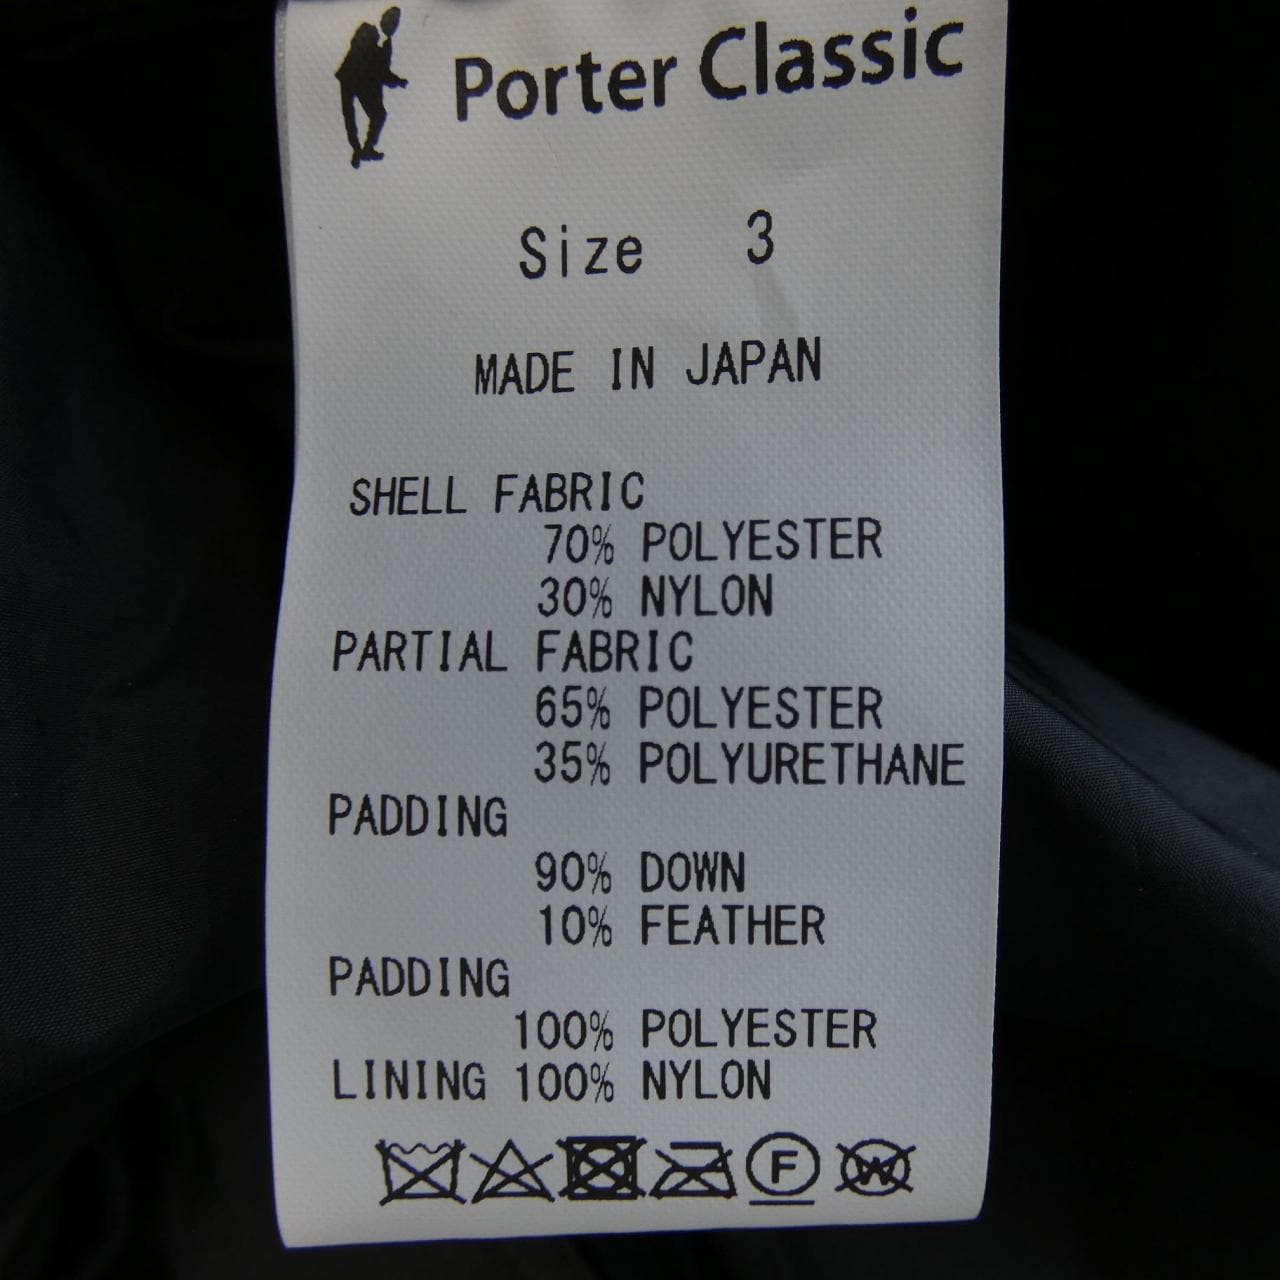 Porter Classic
Size 3
MADE IN JAPAN
SHELL FABRIC
70% POLYESTER
30% NYLON
PARTIAL FABRIC
65% POLYESTER
35% POLYURETHANE
PADDING
90% DOWN
10% FEATHER
PADDING
100% POLYESTER
LINING 100% NYLON
F W